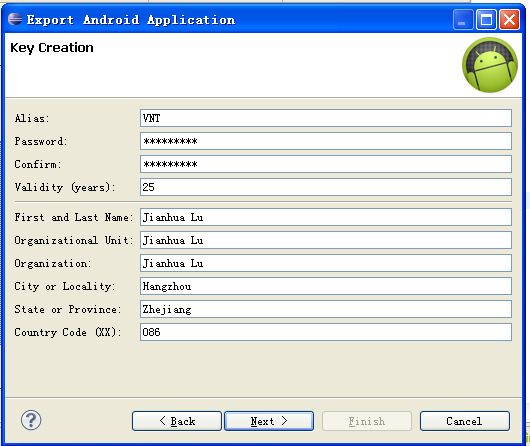 Export Android Application
Key Creation
Alias: VNT
Password: *********
Confirm: *********
Validity (years): 25
First and Last Name: Jianhua Lu
Organizational Unit: Jianhua Lu
Organization: Jianhua Lu
City or Locality: Hangzhou
State or Province: Zhejiang
Country Code (XX): 086
? < Back Next > Finish Cancel